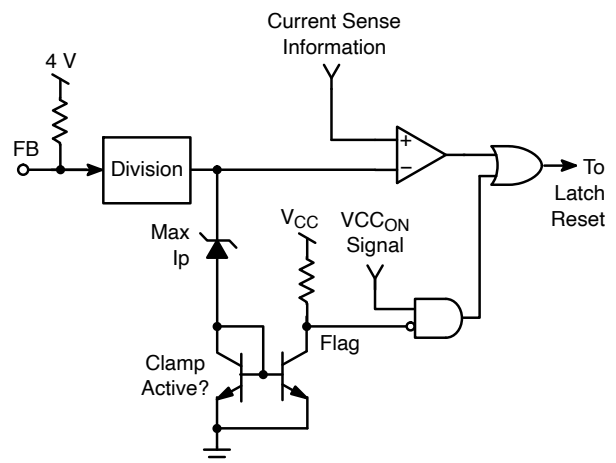 Current Sense
Information
4 V
FB
Division
+
−
To
Latch
Reset
Max
Ip
VCC
VCCON
Signal
Flag
Clamp
Active?